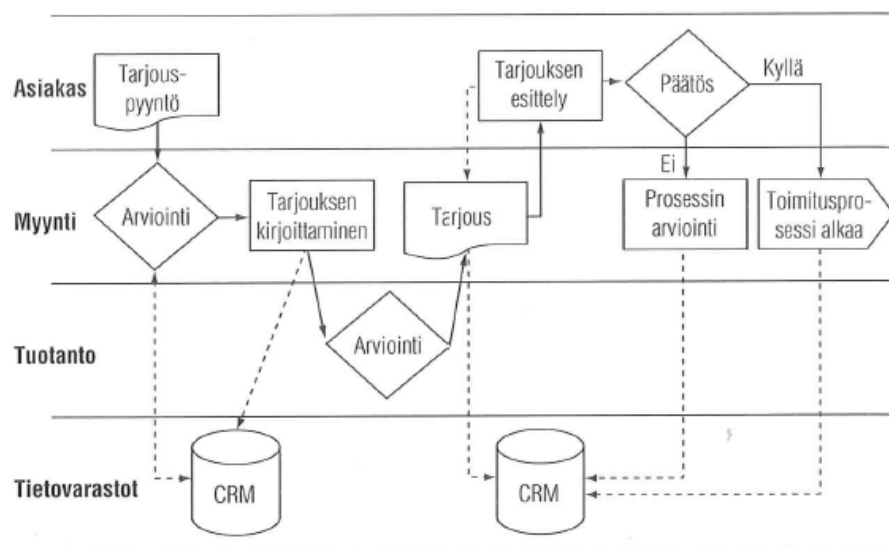 Asiakas
Tarjous-
pyyntö
Tarjouksen
esittely
Päätös
Kyllä
Ei
Myynti
Arviointi
Tarjouksen
kirjoittaminen
Tarjous
Prosessin
arviointi
Toimituspro-
sessi alkaa
Tuotanto
Arviointi
Tietovarastot
CRM
CRM